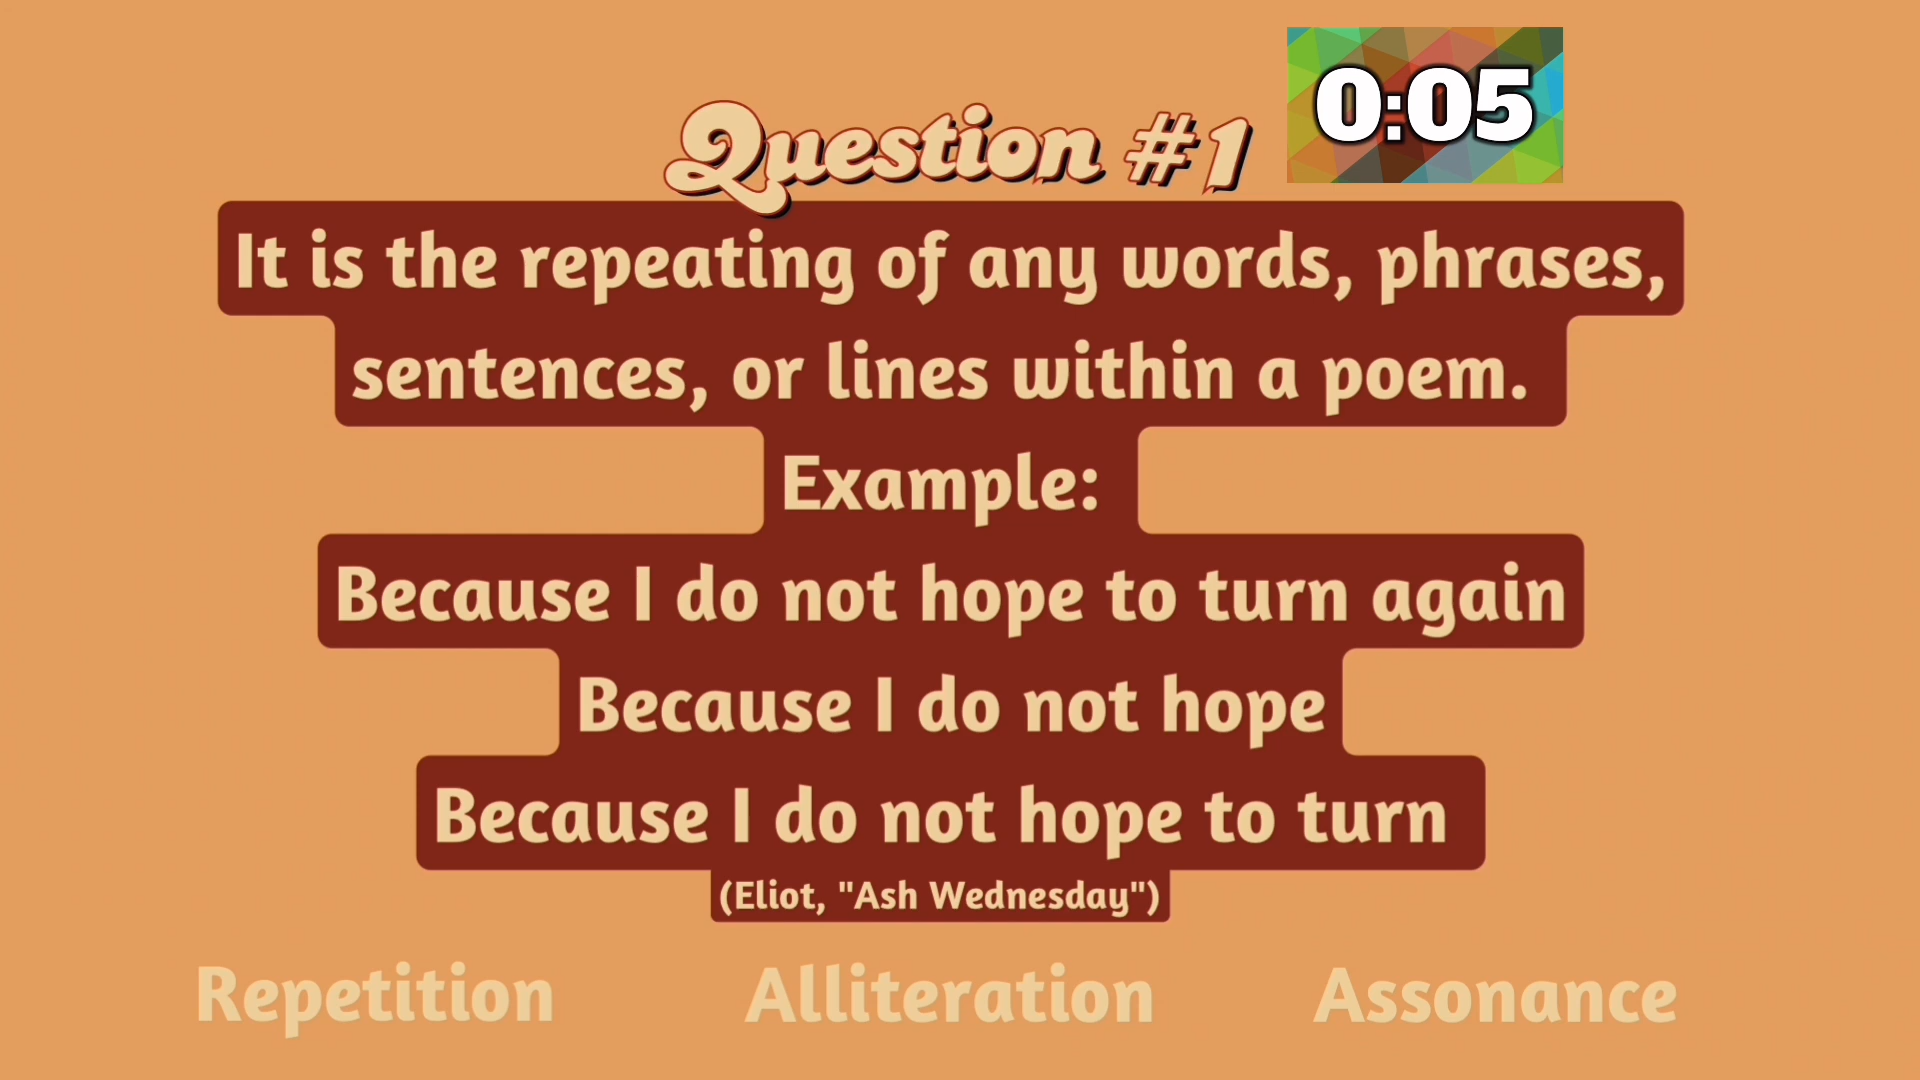 0:05
Question #1
It is the repeating of any words, phrases,
sentences, or lines within a poem.
Example:
Because I do not hope to turn again
Because I do not hope
Because I do not hope to turn
(Eliot, "Ash Wednesday")
Repetition Alliteration Assonance